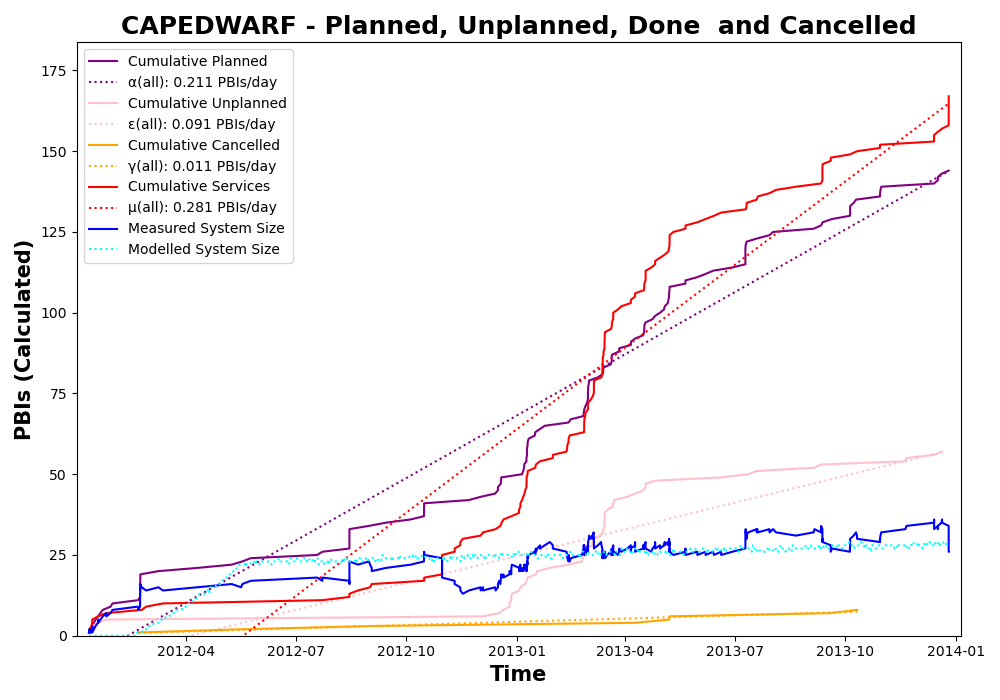 CAPEDWARF - Planned, Unplanned, Done  and Cancelled
Cumulative Planned
α(all): 0.211 PBIs/day
Cumulative Unplanned
ε(all): 0.091 PBIs/day
Cumulative Cancelled
γ(all): 0.011 PBIs/day
Cumulative Services
μ(all): 0.281 PBIs/day
Measured System Size
Modelled System Size
PBIs (Calculated)
175
150
125
100
75
50
25
0
2012-04 2012-07 2012-10 2013-01 2013-04 2013-07 2013-10 2014-01
Time